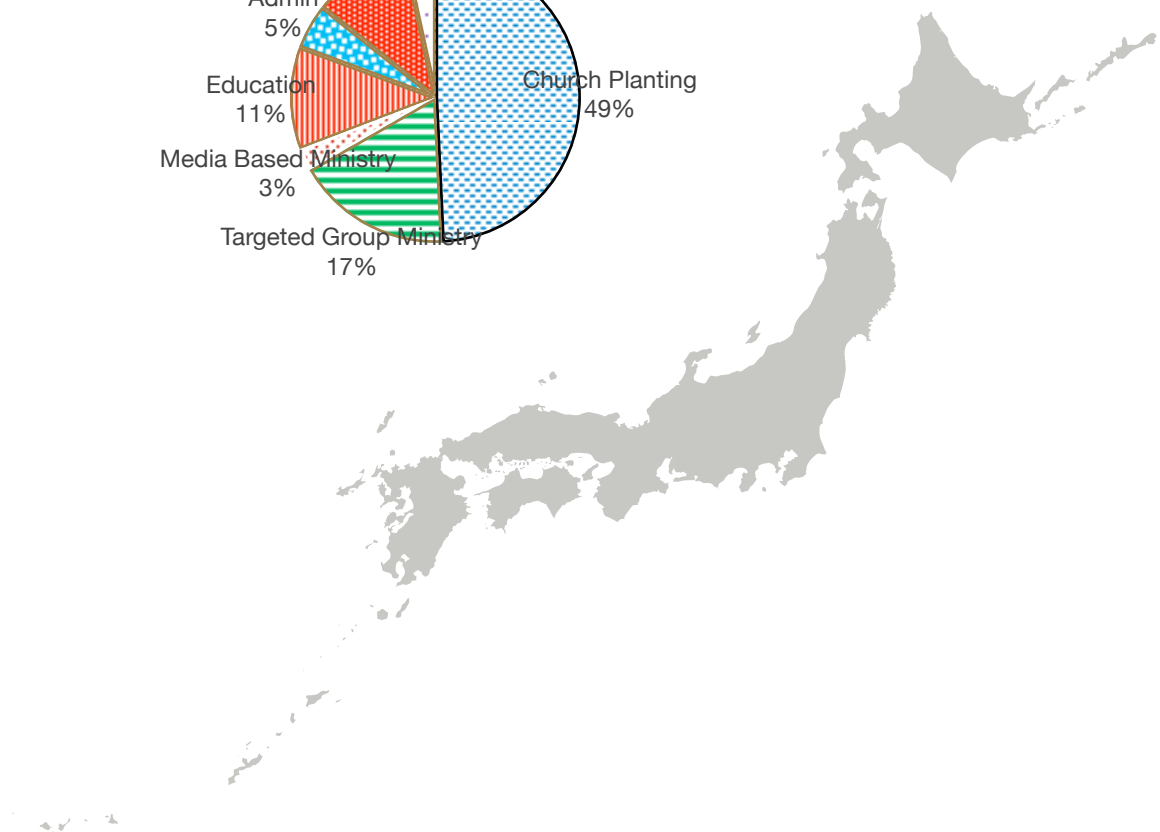 Admin
5%
Church Planting
49%
Education
11%
Media Based Ministry
3%
Targeted Group Ministry
17%